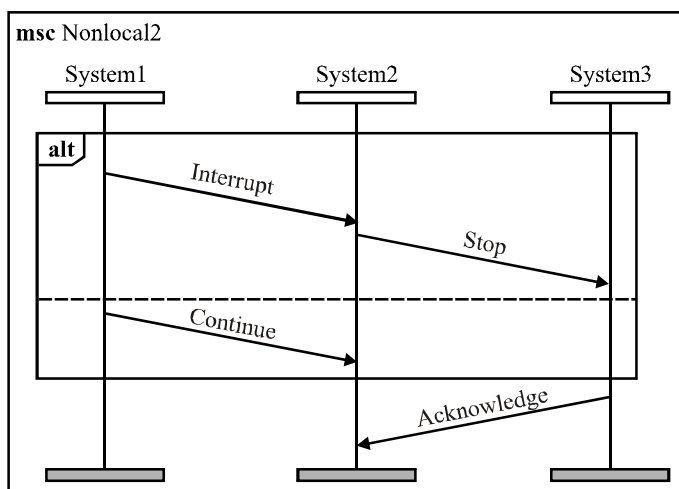 msc Nonlocal2
System1 System2 System3
alt
Interrupt
Stop
Continue
Acknowledge